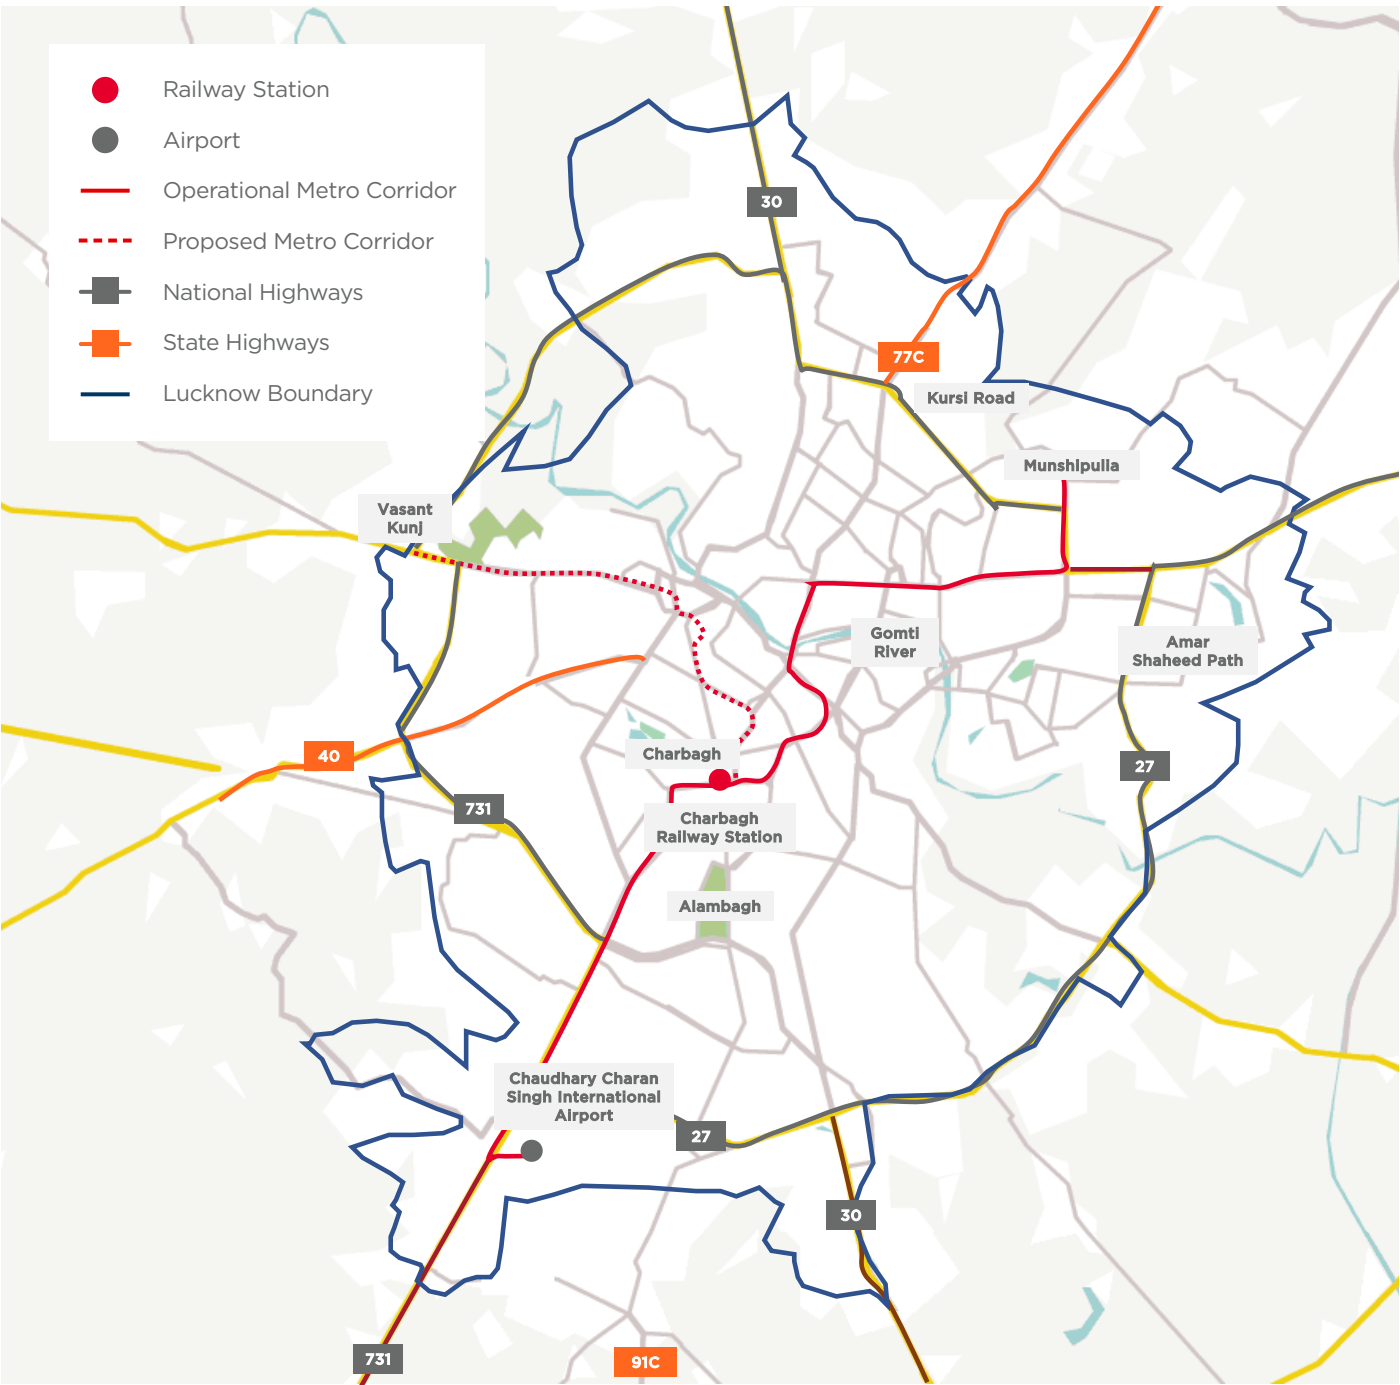 Railway Station
Airport
Operational Metro Corridor
Proposed Metro Corridor
National Highways
State Highways
Lucknow Boundary
30
77C
Kursi Road
Munshipulia
Vasant
Kunj
Gomti
River
Amar
Shaheed Path
Charbagh
40
27
731
Charbagh
Railway Station
Alambagh
Chaudhary Charan
Singh International
Airport
27
30
731
91C